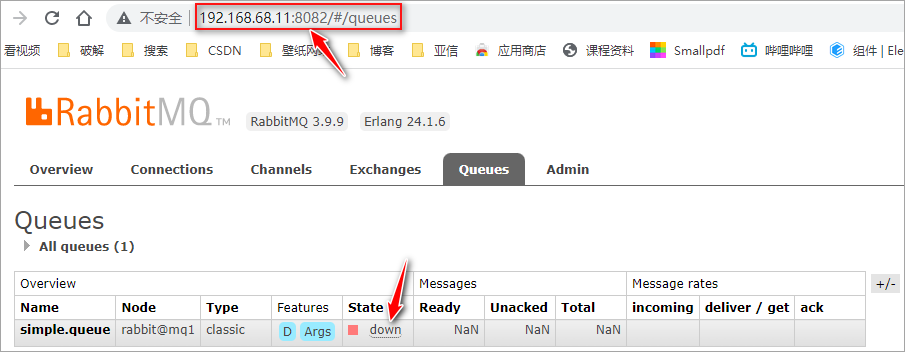 不安全 192.168.68.11:8082/#/queues
看视频 破解 搜索 CSDN 壁纸网 博客 亚信 应用商店 课程资料 Smallpdf 哔哩哔哩 组件 | Ele
RabbitMQ TM RabbitMQ 3.9.9 Erlang 24.1.6
Overview Connections Channels Exchanges Queues Admin
Queues
All queues (1)
Overview Messages Message rates +/-
Name Node Type Features State Ready Unacked Total incoming deliver / get ack
simple.queue rabbit@mq1 classic D Args down NaN NaN NaN